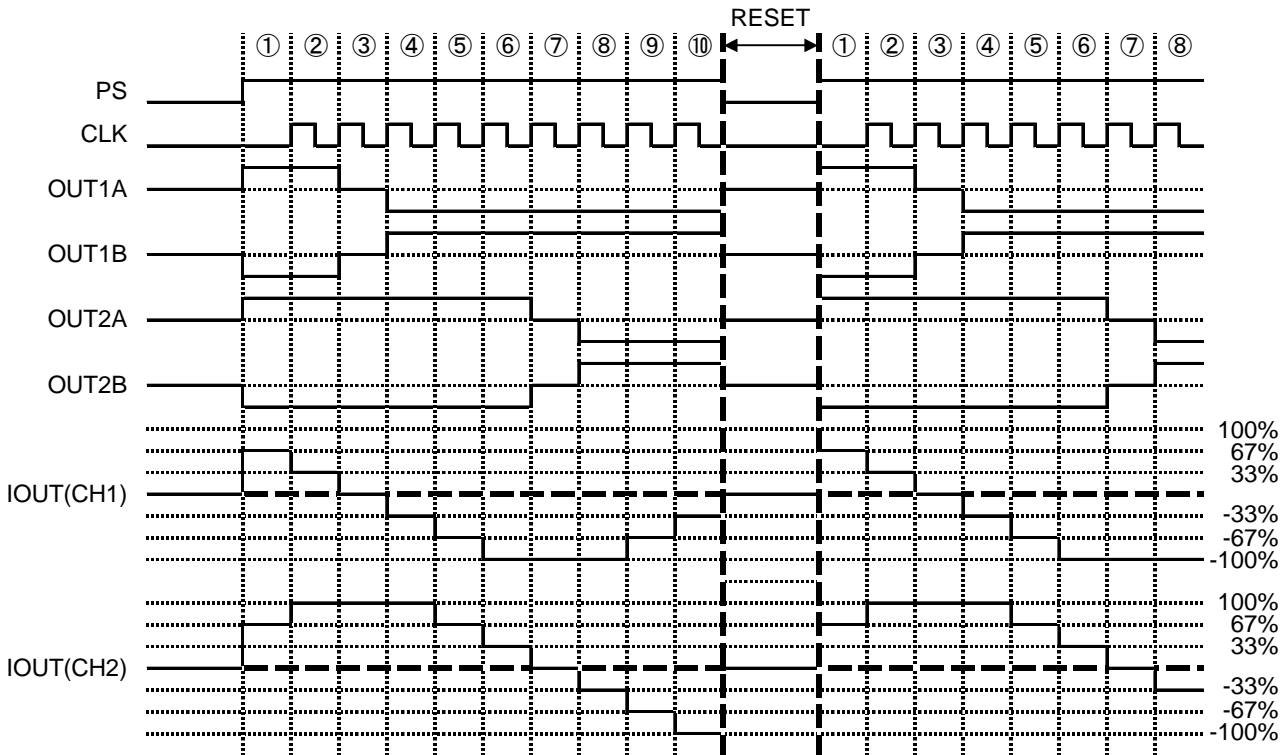 RESET
① ② ③ ④ ⑤ ⑥ ⑦ ⑧ ⑨ ⑩ ① ② ③ ④ ⑤ ⑥ ⑦ ⑧
PS
CLK
OUT1A
OUT1B
OUT2A
OUT2B
100%
67%
33%
IOUT(CH1)
-33%
-67%
-100%
100%
67%
33%
IOUT(CH2)
-33%
-67%
-100%